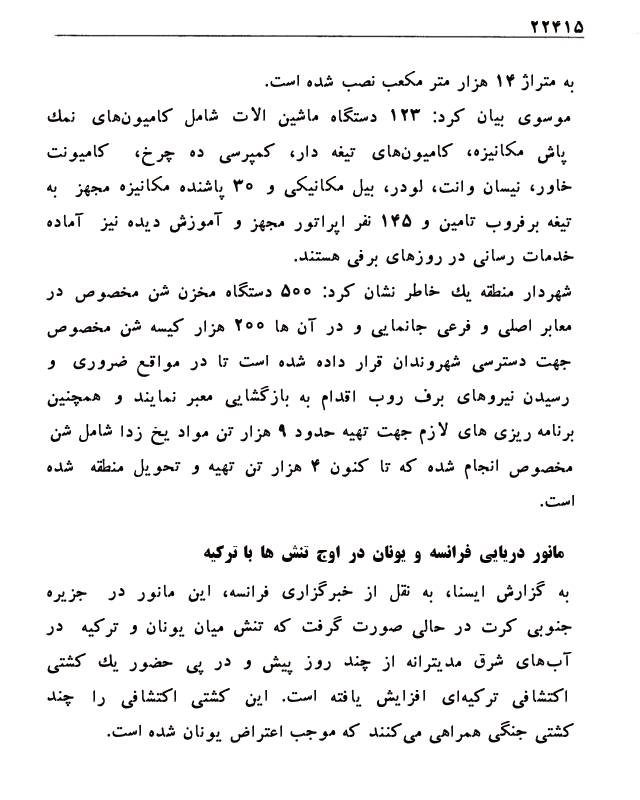 ۲۲۴۱۵
به متراژ ۱۴ هزار متر مکعب نصب شده است.
موسوی بیان کرد: ۱۲۳ دستگاه ماشین الات شامل کامیون‌های نمك
پاش مکانیزه، کامیون‌های تیغه دار، کمپرسی ده چرخ، کامیونت
خاور، نیسان وانت، لودر، بیل مکانیکی و ۳۰ پاشنده مکانیزه مجهز به
تیغه برفروب تامین و ۱۴۵ نفر اپراتور مجهز و آموزش دیده نیز آماده
خدمات رسانی در روزهای برفی هستند.
شهردار منطقه یك خاطر نشان کرد: ۵۰۰ دستگاه مخزن شن مخصوص در
معابر اصلی و فرعی جانمایی و در آن ها ۲۰۰ هزار کیسه شن مخصوص
جهت دسترسی شهروندان قرار داده شده است تا در مواقع ضروری و
رسیدن نیروهای برف روب اقدام به بازگشایی معبر نمایند و همچنین
برنامه ریزی های لازم جهت تهیه حدود ۹ هزار تن مواد یخ زدا شامل شن
مخصوص انجام شده که تا کنون ۴ هزار تن تهیه و تحویل منطقه شده
است.
مانور دریایی فرانسه و یونان در اوج تنش ها با ترکیه
به گزارش ایسنا، به نقل از خبرگزاری فرانسه، این مانور در جزیره
جنوبی کرت در حالی صورت گرفت که تنش میان یونان و ترکیه در
آب‌های شرق مدیترانه از چند روز پیش و در پی حضور یك کشتی
اکتشافی ترکیه‌ای افزایش یافته است. این کشتی اکتشافی را چند
کشتی جنگی همراهی می‌کنند که موجب اعتراض یونان شده است.